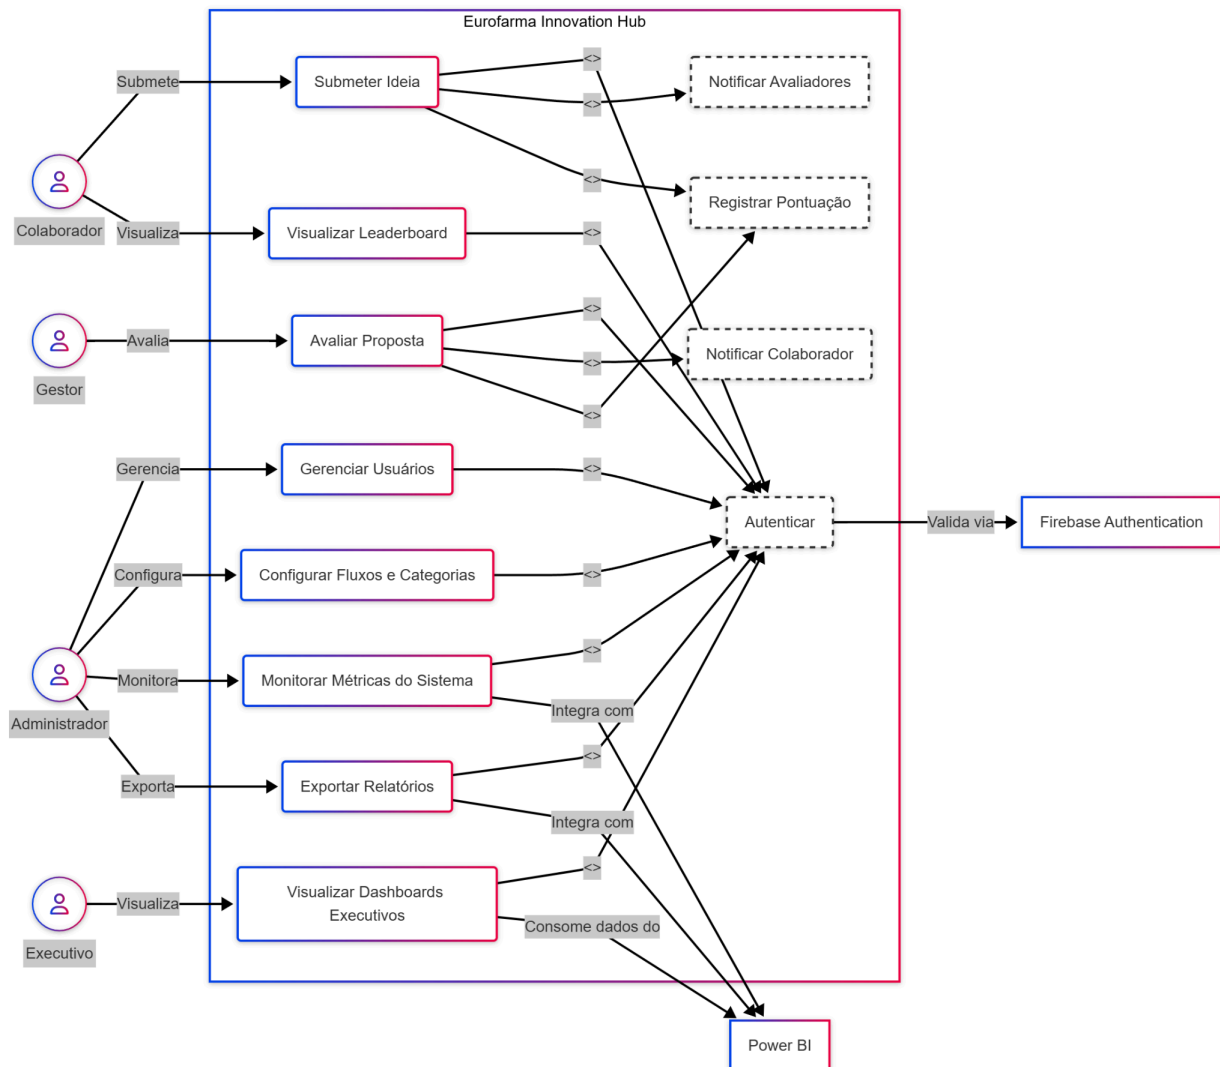 Eurofarma Innovation Hub
Submete
Submeter Ideia
<>
Notificar Avaliadores
<>
<>
Registrar Pontuação
Colaborador
Visualiza
Visualizar Leaderboard
<>
<>
Avalia
Avaliar Proposta
Notificar Colaborador
<>
Gestor
<>
Gerencia
Gerenciar Usuários
<>
Autenticar
Valida via
Firebase Authentication
Configura
Configurar Fluxos e Categorias
<>
<>
Monitora
Monitorar Métricas do Sistema
Integra com
Administrador
<>
Exporta
Exportar Relatórios
Integra com
<>
Visualiza
Visualizar Dashboards
Executivos
Consome dados do
Executivo
Power BI